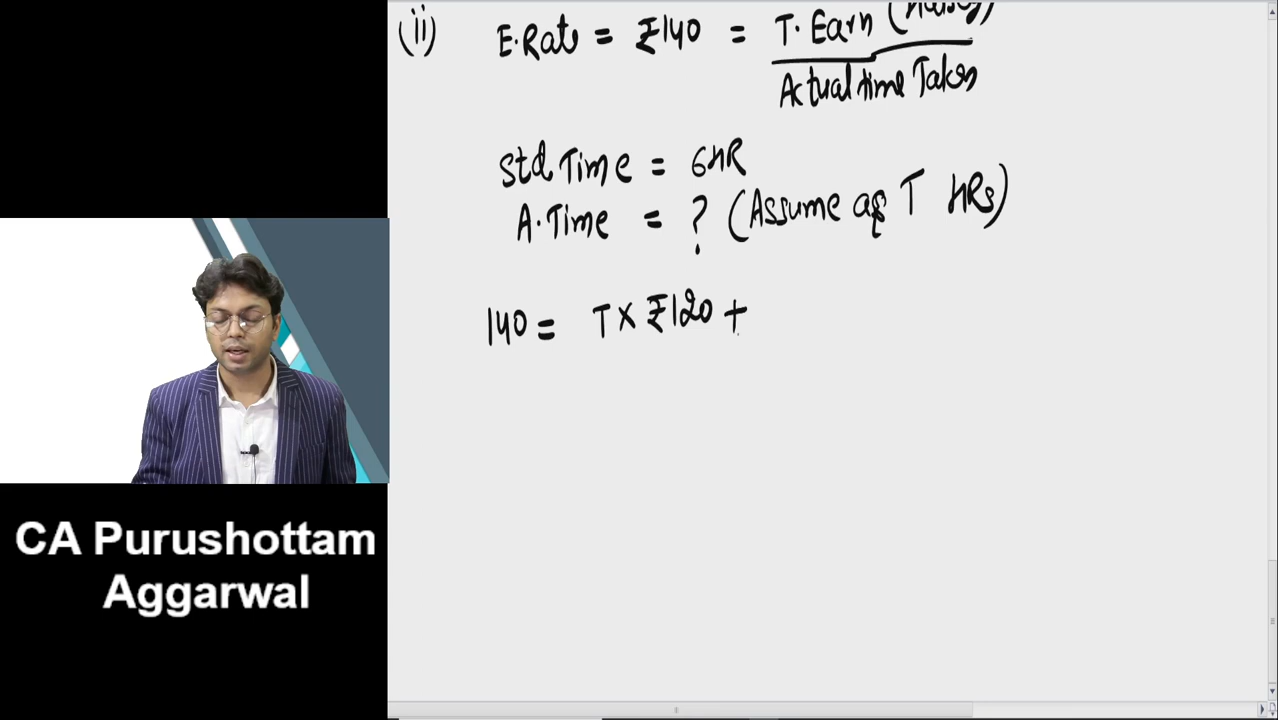 (ii) E.Rate = ₹140 = T. Earn
Actual time Taken
Std Time = 6HR
A. Time = ? (Assume as T HRs)
140 = T X ₹120 +
CA Purushottam
Aggarwal